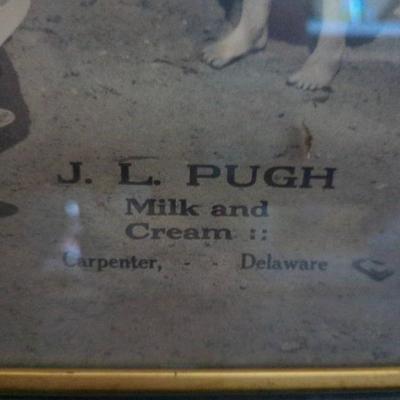 J. L. PUGH
Milk and
Cream ::
Carpenter, - - Delaware